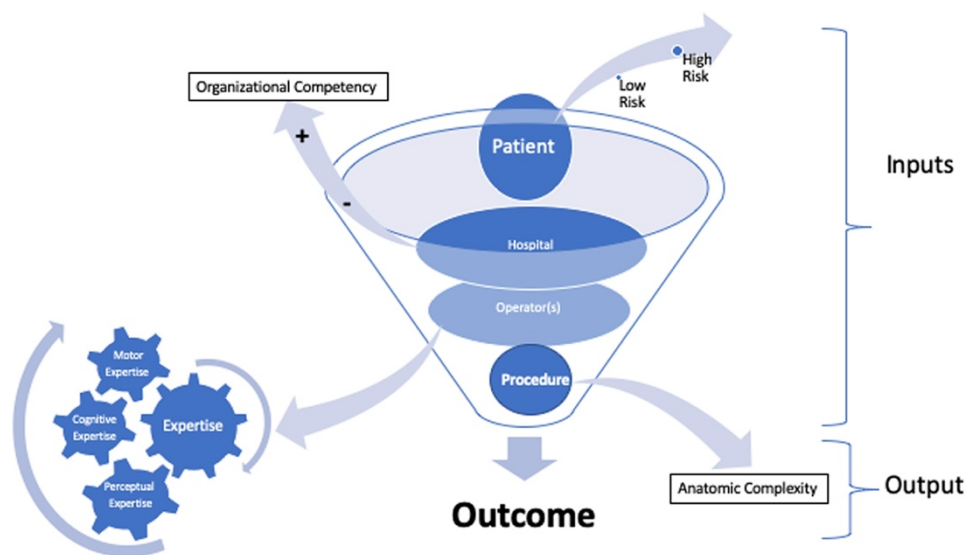 High
Risk
Low
Risk
Organizational Competency
+
-
Patient
Inputs
Hospital
Operator(s)
Procedure
Motor
Expertise
Cognitive
Expertise
Expertise
Perceptual
Expertise
Anatomic Complexity
Output
Outcome